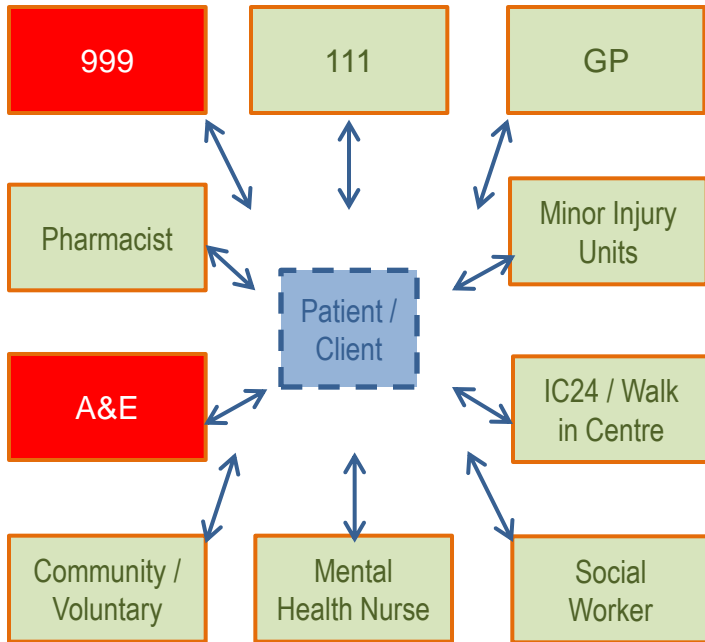 999
111
GP
Pharmacist
Minor Injury
Units
Patient /
Client
A&E
IC24 / Walk
in Centre
Community /
Voluntary
Mental
Health Nurse
Social
Worker